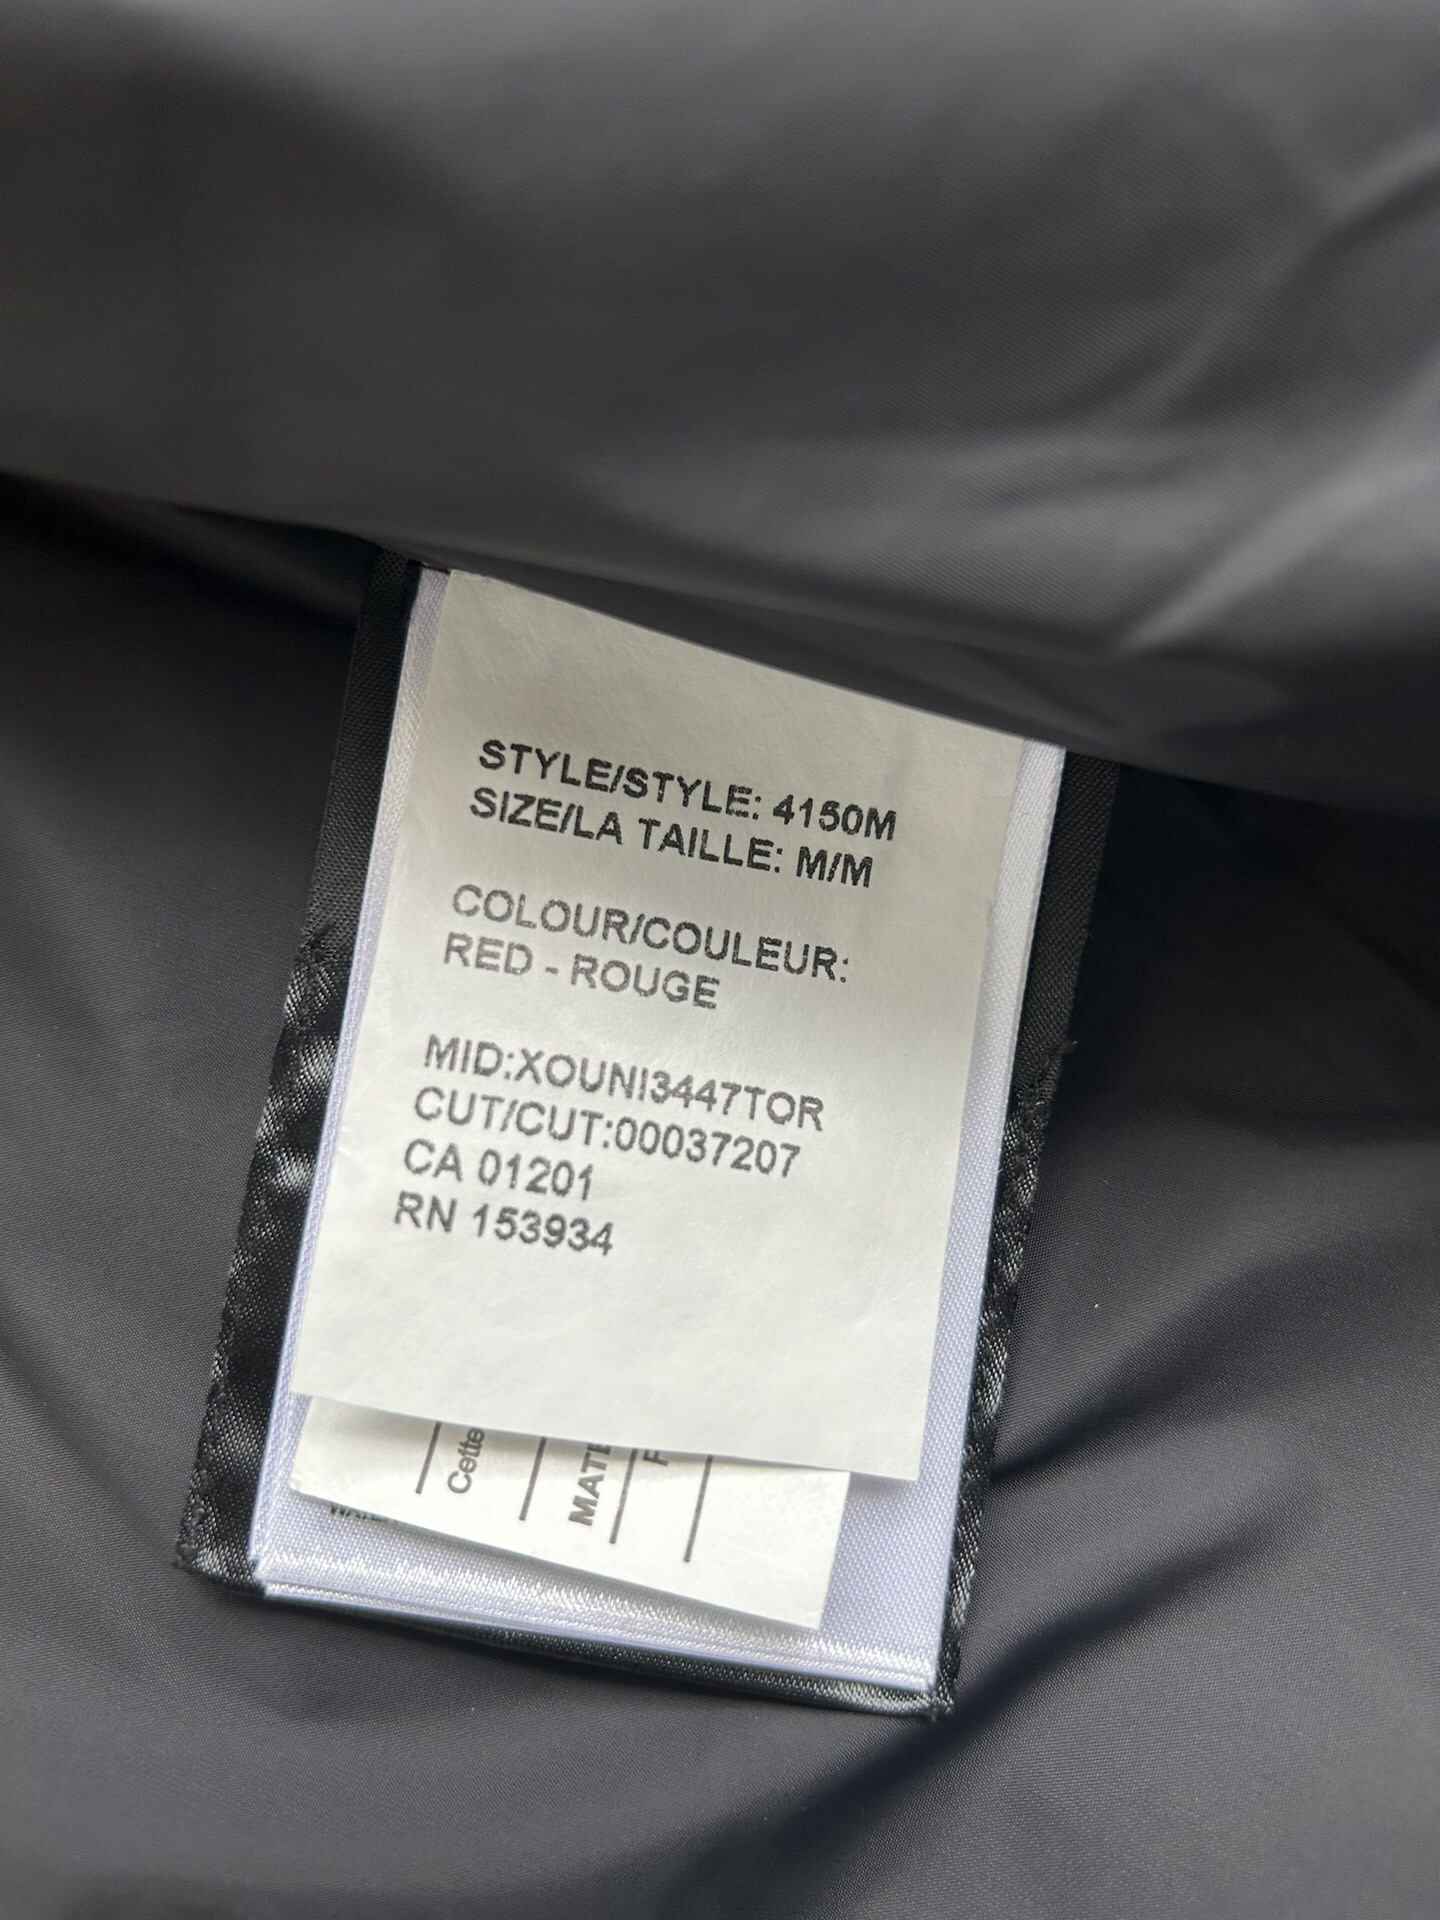 STYLE/STYLE: 4150M
SIZE/LA TAILLE: M/M
COLOUR/COULEUR:
RED - ROUGE
MID:XOUNI3447TOR
CUT/CUT:00037207
CA 01201
RN 153934
Cette